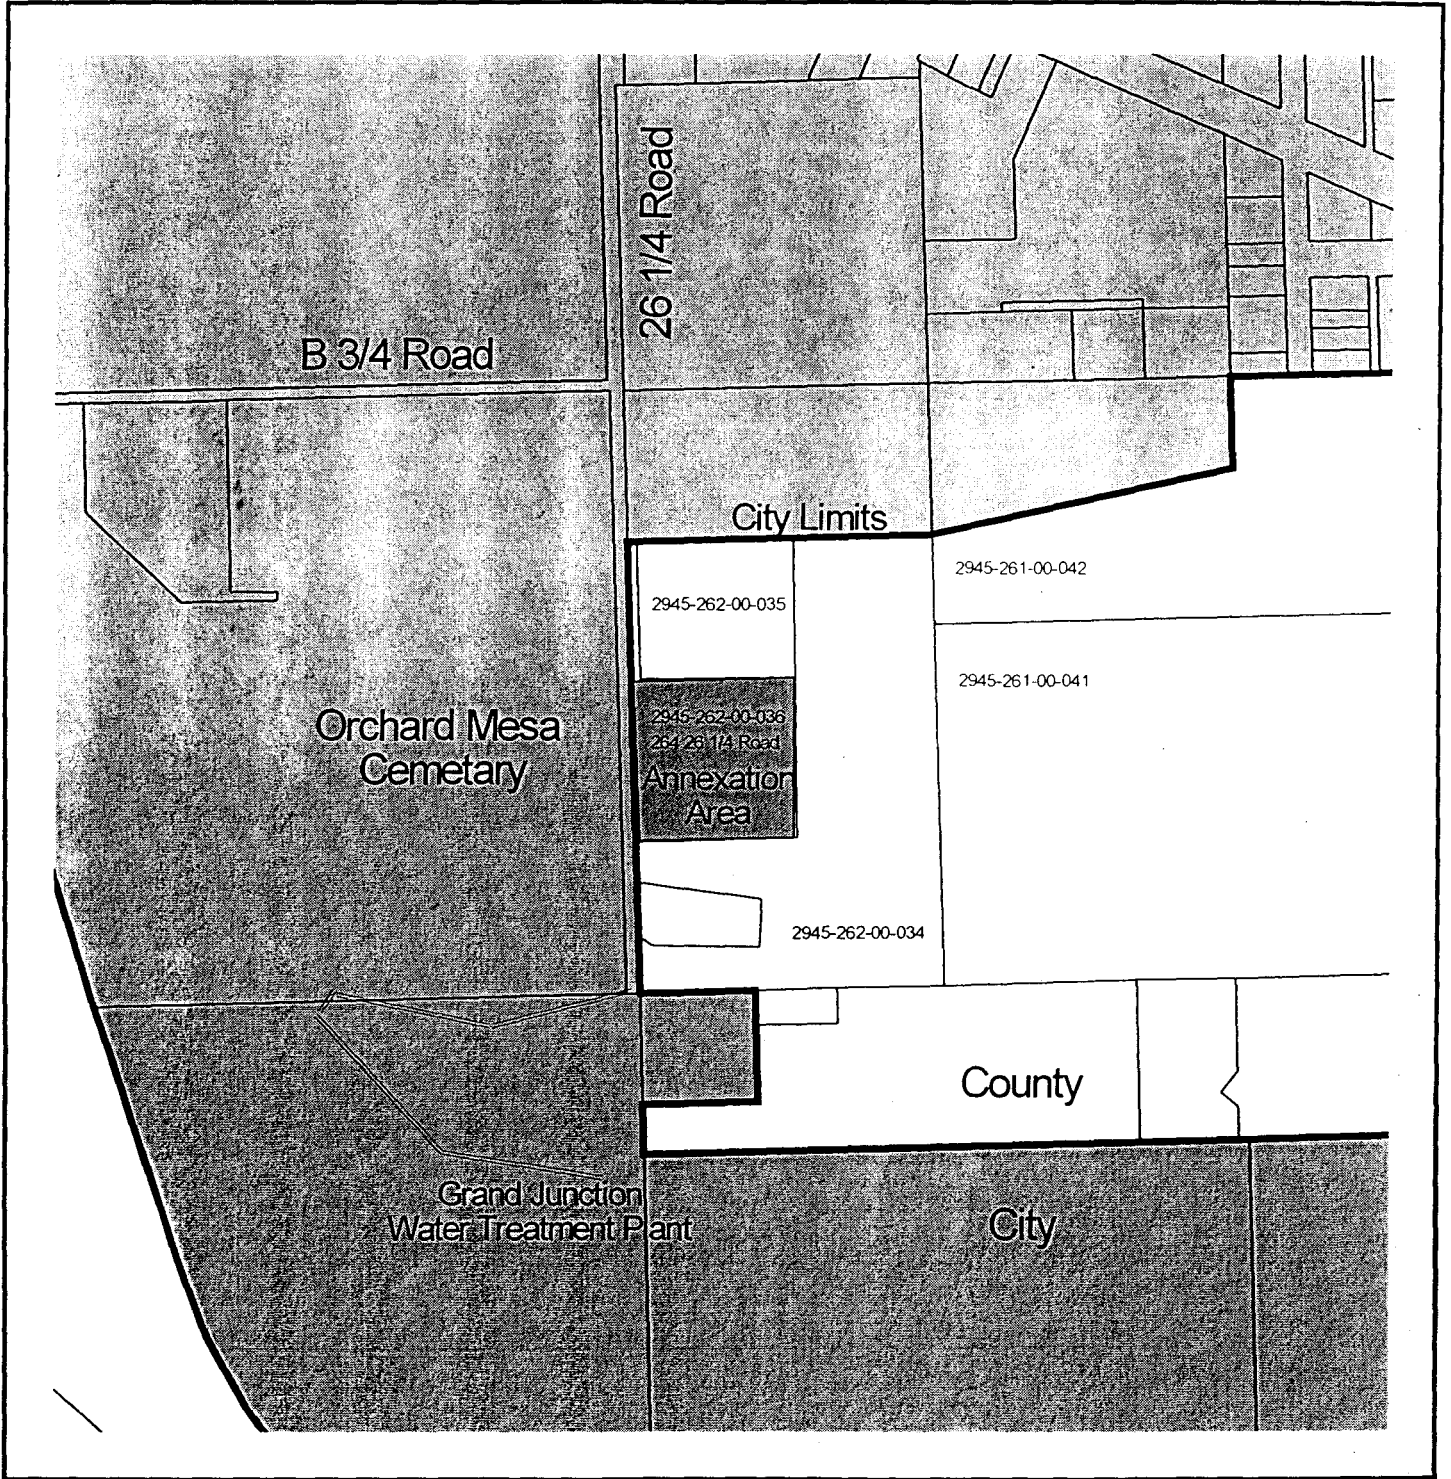 26 1/4 Road
B 3/4 Road
City Limits
2945-261-00-042
2945-262-00-035
2945-261-00-041
Orchard Mesa
Cemetary
2945-262-00-036
264 26 1/4 Road
Annexation
Area
2945-262-00-034
County
Grand Junction
Water Treatment Plant
City